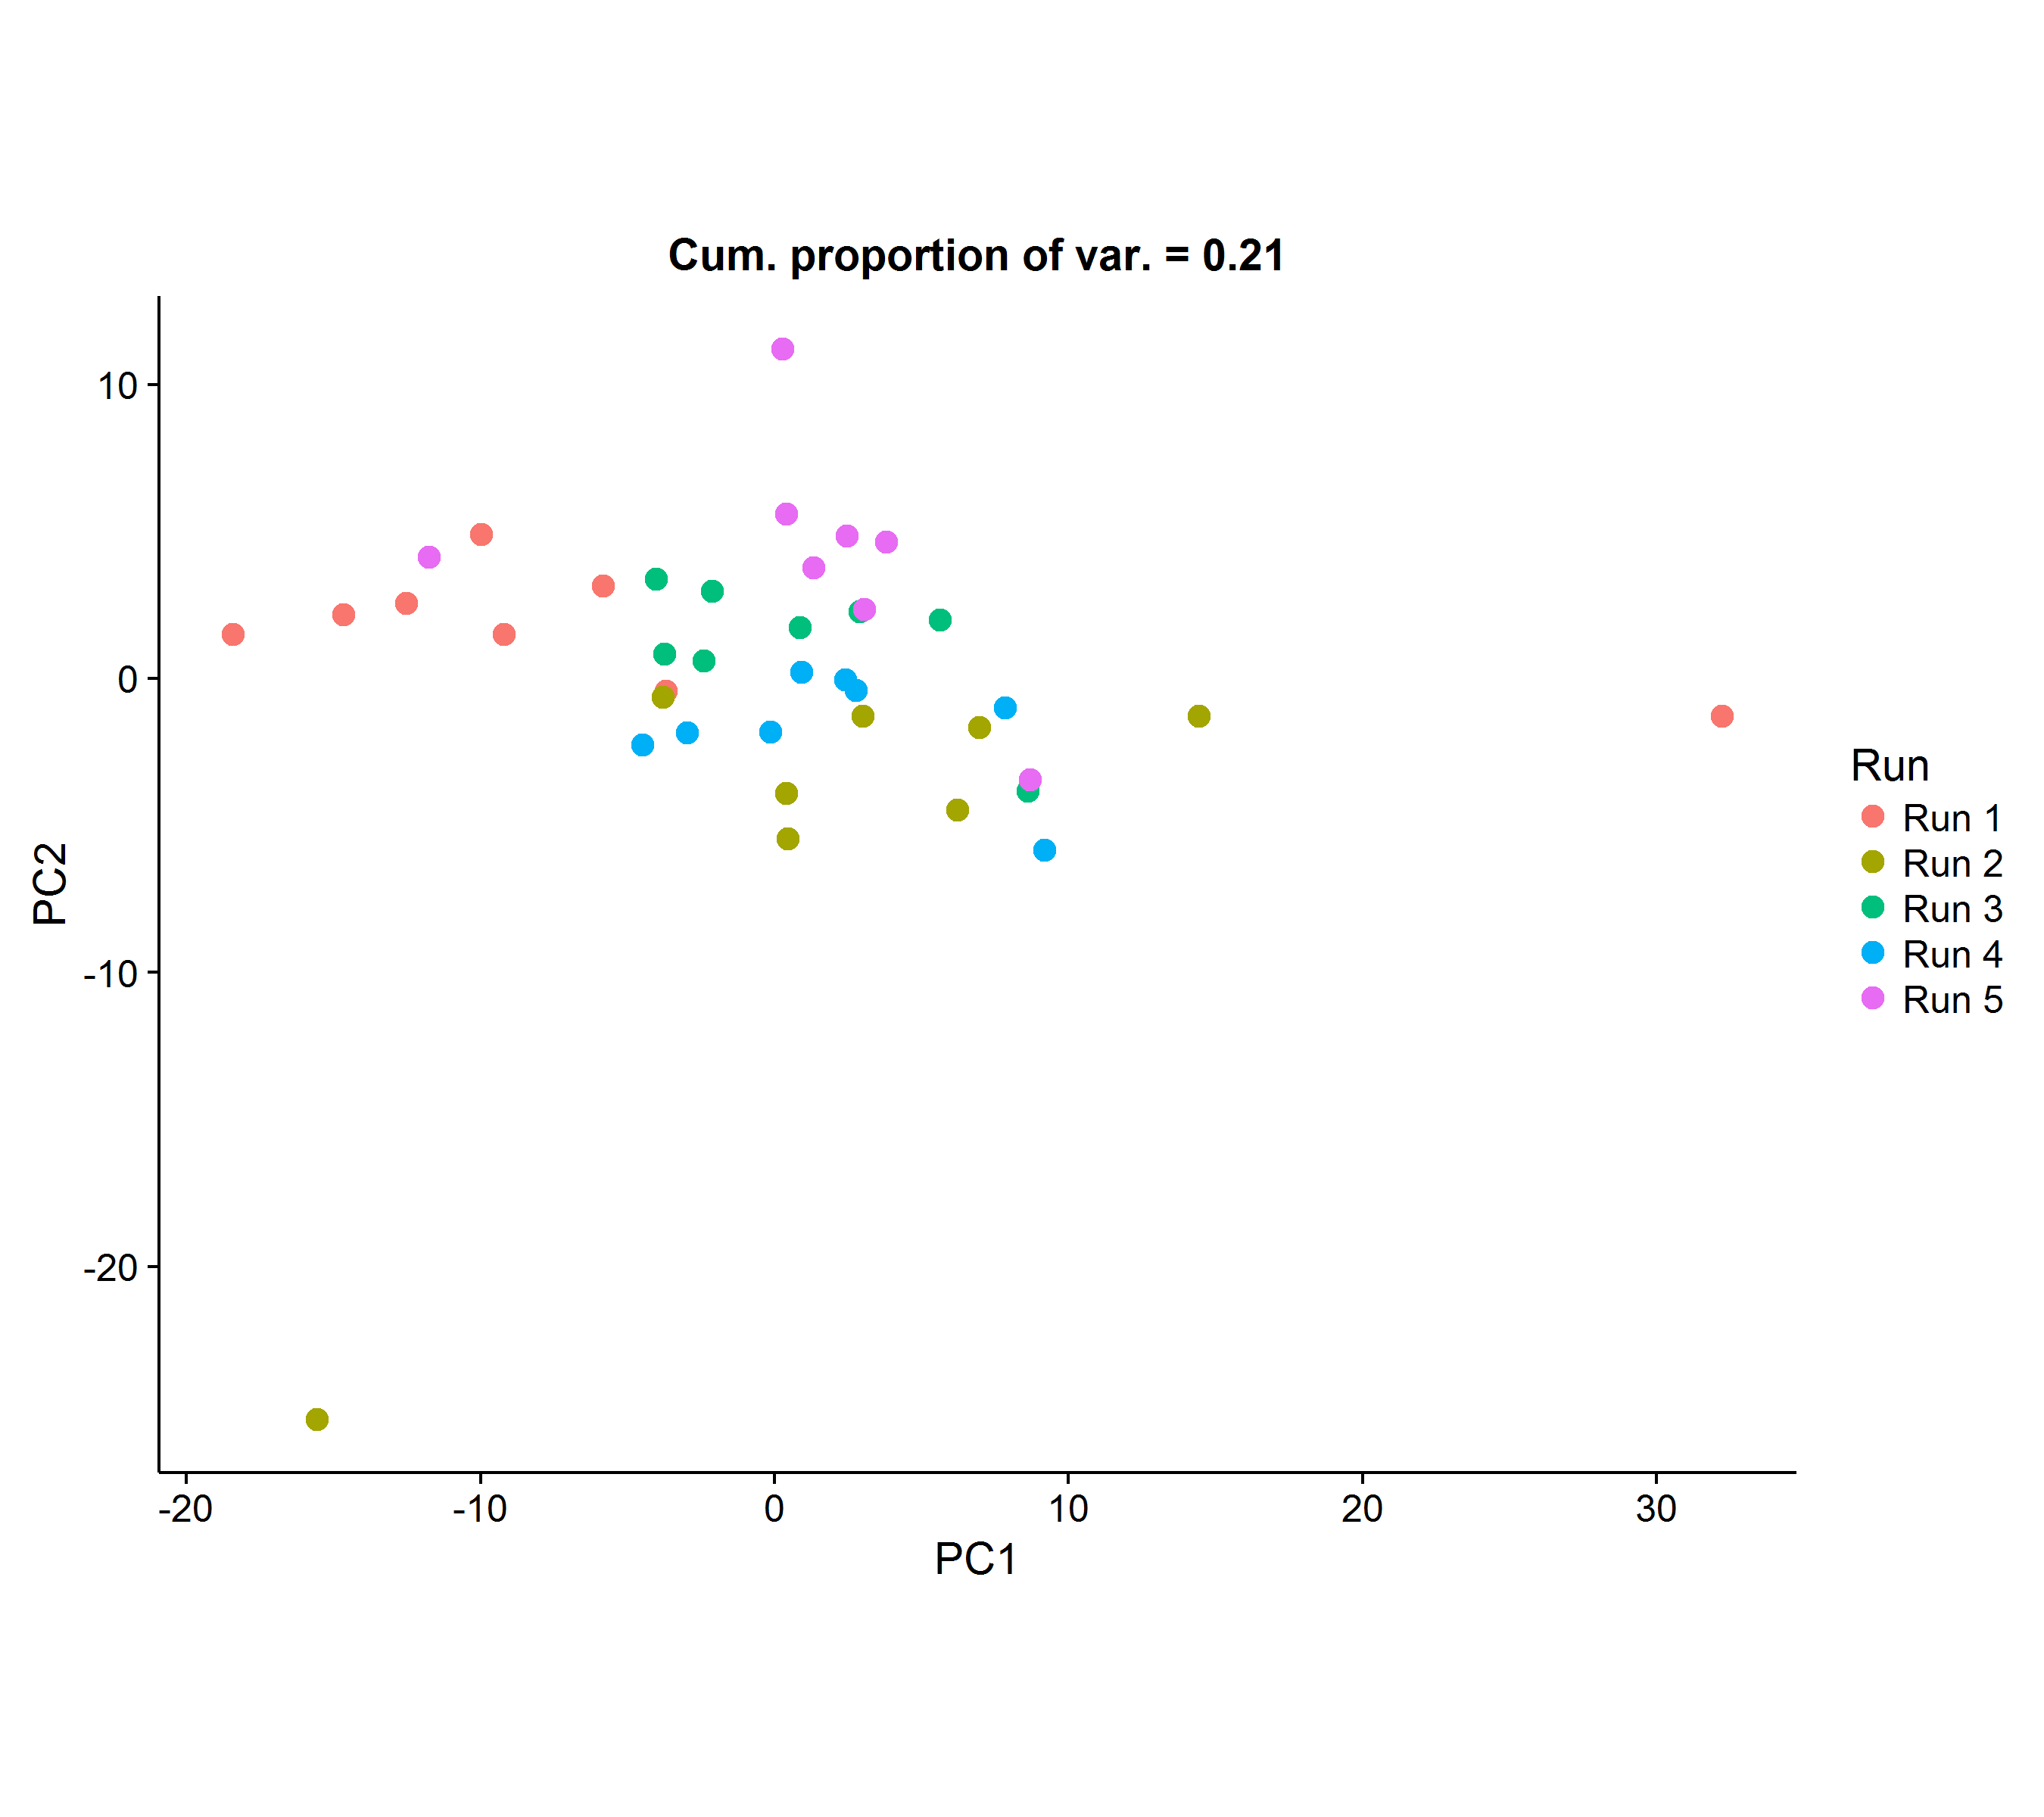 Cum. proportion of var. = 0.21
10
0
-10
-20
PC2
-20 -10 0 10 20 30
PC1
Run
Run 1
Run 2
Run 3
Run 4
Run 5